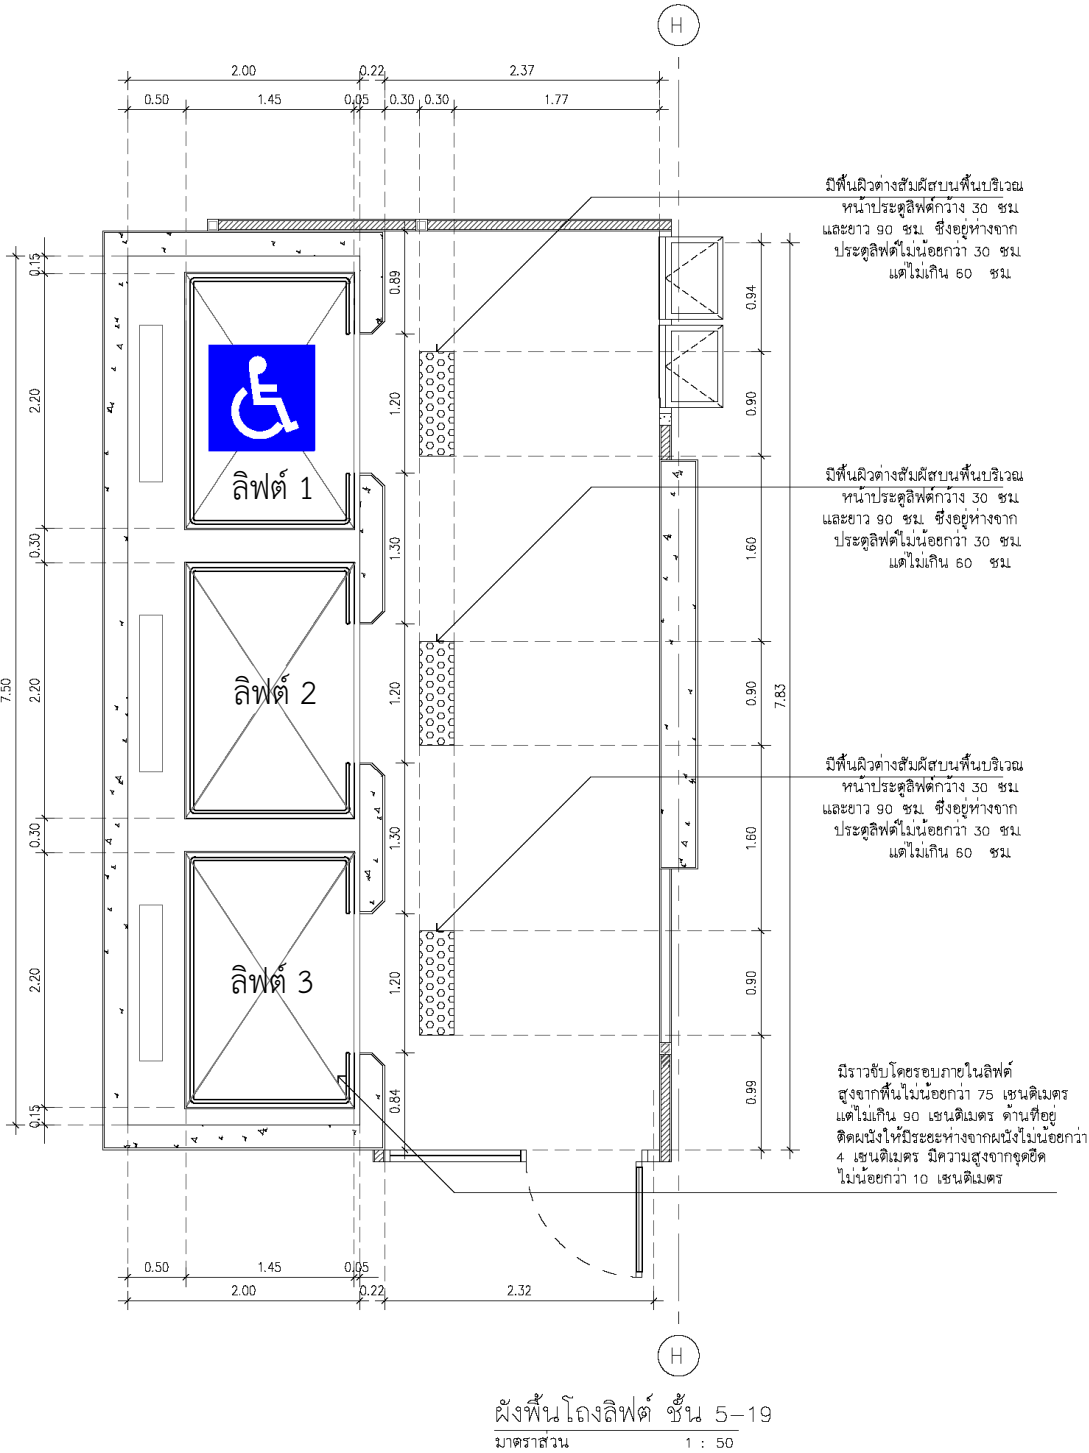 H
2.00
0.22
2.37
0.50
1.45
0.05
0.30
0.30
1.77
มีพื้นผิวต่างสัมผัสบนพื้นบริเวณ
หน้าประตูลิฟต์กว้าง 30 ซม.
และยาว 90 ซม. ซึ่งอยู่ห่างจาก
ประตูลิฟต์ไม่น้อยกว่า 30 ซม.
แต่ไม่เกิน 60 ซม.
0.15
0.89
0.94
2.20
1.20
0.90
ลิฟต์ 1
มีพื้นผิวต่างสัมผัสบนพื้นบริเวณ
หน้าประตูลิฟต์กว้าง 30 ซม.
และยาว 90 ซม. ซึ่งอยู่ห่างจาก
ประตูลิฟต์ไม่น้อยกว่า 30 ซม.
แต่ไม่เกิน 60 ซม.
0.30
1.30
1.60
7.50
2.20
ลิฟต์ 2
1.20
0.90
7.83
มีพื้นผิวต่างสัมผัสบนพื้นบริเวณ
หน้าประตูลิฟต์กว้าง 30 ซม.
และยาว 90 ซม. ซึ่งอยู่ห่างจาก
ประตูลิฟต์ไม่น้อยกว่า 30 ซม.
แต่ไม่เกิน 60 ซม.
0.30
1.30
1.60
2.20
ลิฟต์ 3
1.20
0.90
0.15
0.84
0.99
มีราวจับโดยรอบภายในลิฟต์
สูงจากพื้นไม่น้อยกว่า 75 เซนติเมตร
แต่ไม่เกิน 90 เซนติเมตร ด้านที่อยู่
ติดผนังให้มีระยะห่างจากผนังไม่น้อยกว่า
4 เซนติเมตร มีความสูงจากจุดยึด
ไม่น้อยกว่า 10 เซนติเมตร
0.50
1.45
0.05
2.00
0.22
2.32
H
ผังพื้นโถงลิฟต์ ชั้น 5-19
มาตราส่วน 1 : 50